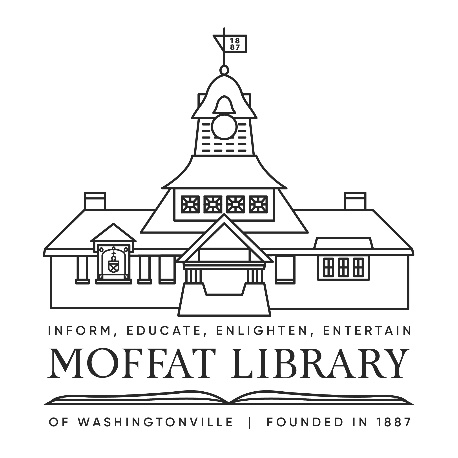 18
87
INFORM, EDUCATE, ENLIGHTEN, ENTERTAIN
MOFFAT LIBRARY
OF WASHINGTONVILLE | FOUNDED IN 1887